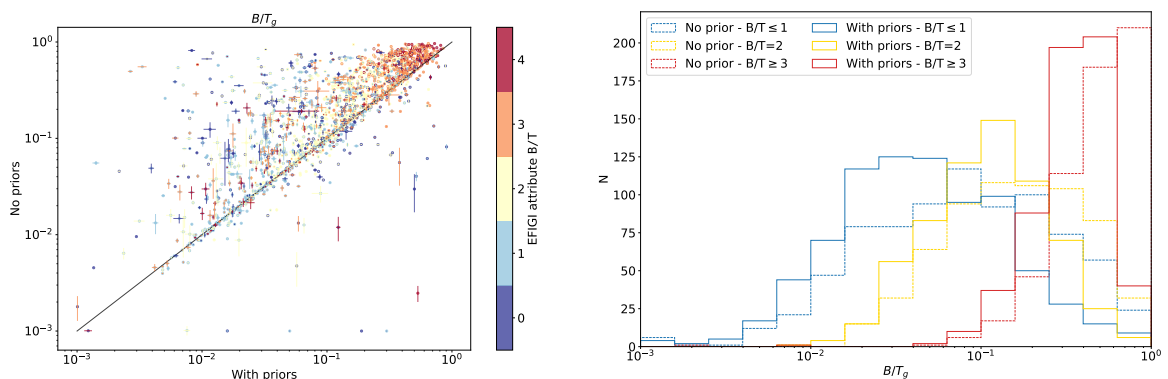 B/T_g
10^0
10^−1
10^−2
10^−3
No priors
10^−3
10^−2
10^−1
10^0
With priors
4
3
2
1
0
EFIGI attribute B/T
No prior - B/T ≤ 1
No prior - B/T=2
No prior - B/T ≥ 3
With priors - B/T ≤ 1
With priors - B/T=2
With priors - B/T ≥ 3
200
175
150
125
100
75
50
25
0
N
10^−3
10^−2
10^−1
10^0
B/T_g